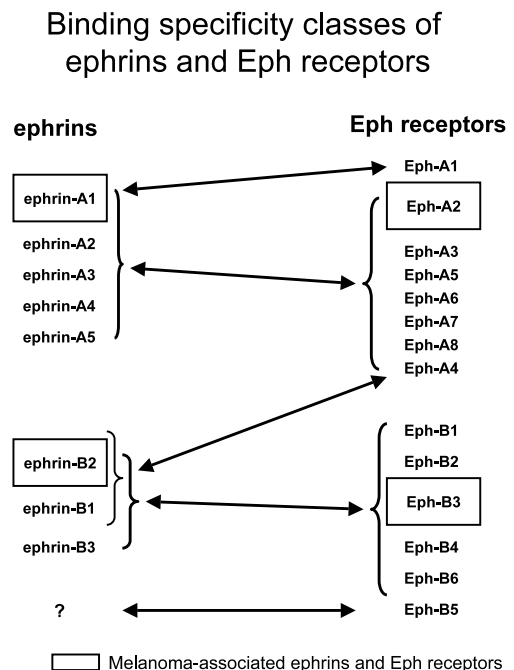 Binding specificity classes of
ephrins and Eph receptors
ephrins
ephrin-A1
ephrin-A2
ephrin-A3
ephrin-A4
ephrin-A5
ephrin-B2
ephrin-B1
ephrin-B3
?
Eph receptors
Eph-A1
Eph-A2
Eph-A3
Eph-A5
Eph-A6
Eph-A7
Eph-A8
Eph-A4
Eph-B1
Eph-B2
Eph-B3
Eph-B4
Eph-B6
Eph-B5
Melanoma-associated ephrins and Eph receptors